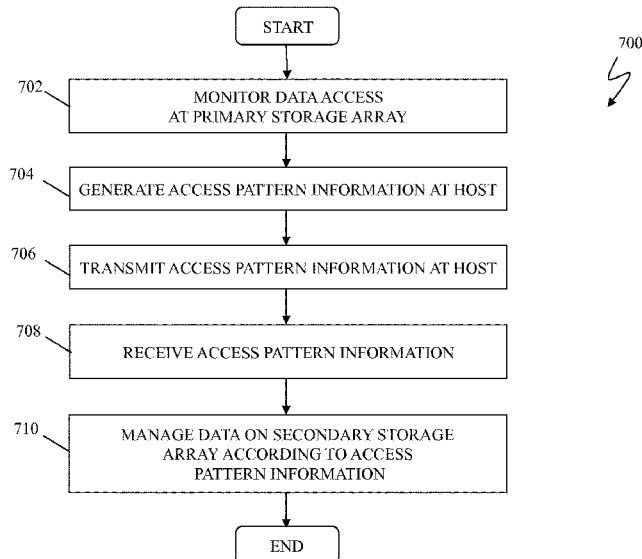 START
700
702
MONITOR DATA ACCESS
AT PRIMARY STORAGE ARRAY
704
GENERATE ACCESS PATTERN INFORMATION AT HOST
706
TRANSMIT ACCESS PATTERN INFORMATION AT HOST
708
RECEIVE ACCESS PATTERN INFORMATION
710
MANAGE DATA ON SECONDARY STORAGE
ARRAY ACCORDING TO ACCESS
PATTERN INFORMATION
END